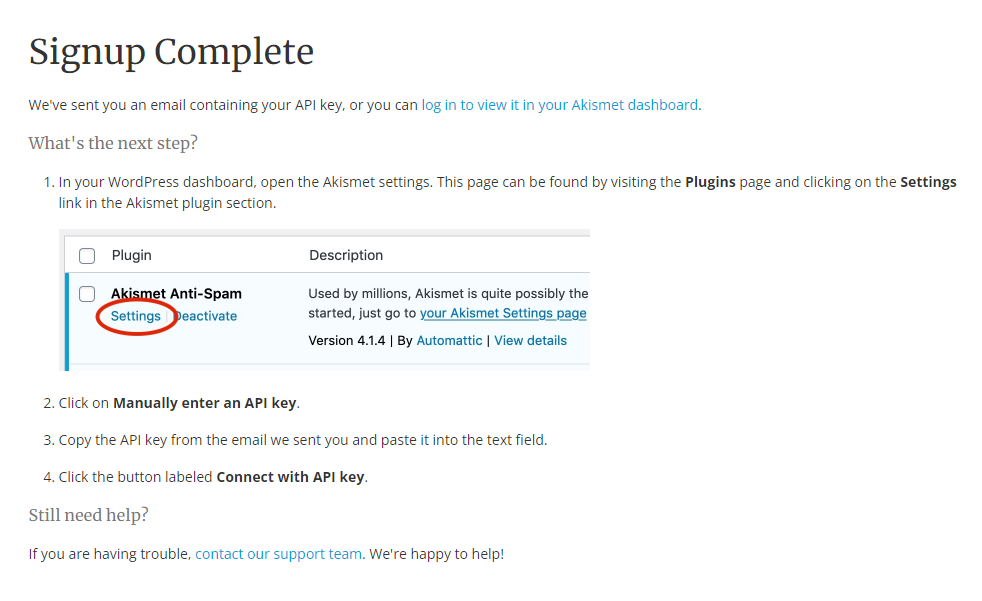 Signup Complete
We've sent you an email containing your API key, or you can log in to view it in your Akismet dashboard.
What's the next step?
1. In your WordPress dashboard, open the Akismet settings. This page can be found by visiting the Plugins page and clicking on the Settings
link in the Akismet plugin section.
Plugin Description
Akismet Anti-Spam Used by millions, Akismet is quite possibly the
Settings | Deactivate started, just go to your Akismet Settings page
Version 4.1.4 | By Automattic | View details
2. Click on Manually enter an API key.
3. Copy the API key from the email we sent you and paste it into the text field.
4. Click the button labeled Connect with API key.
Still need help?
If you are having trouble, contact our support team. We're happy to help!